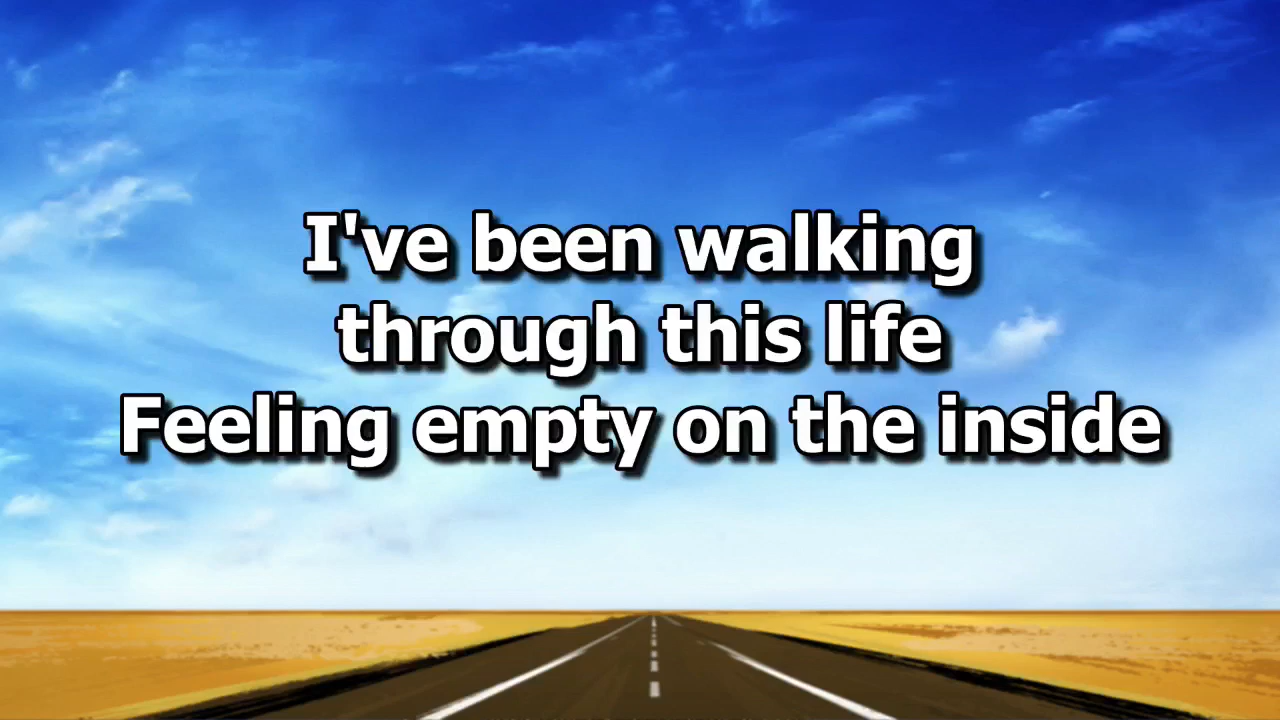 I've been walking
through this life
Feeling empty on the inside